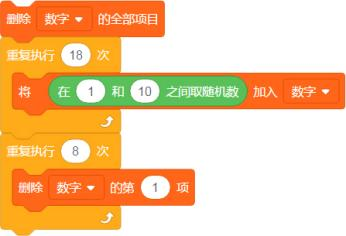 删除 数字 的全部项目
重复执行 18 次
将 在 1 和 10 之间取随机数 加入 数字
重复执行 8 次
删除 数字 的第 1 项